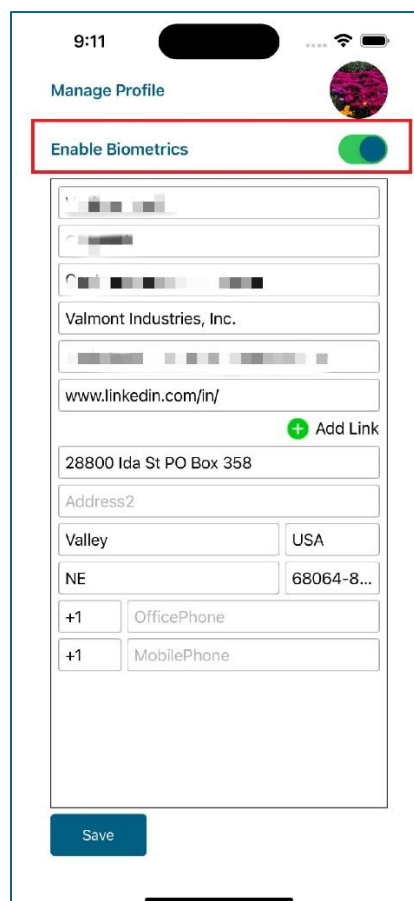 9:11
Manage Profile
Enable Biometrics
Valmont Industries, Inc.
www.linkedin.com/in/
Add Link
28800 Ida St PO Box 358
Address2
Valley USA
NE 68064-8...
+1 OfficePhone
+1 MobilePhone
Save